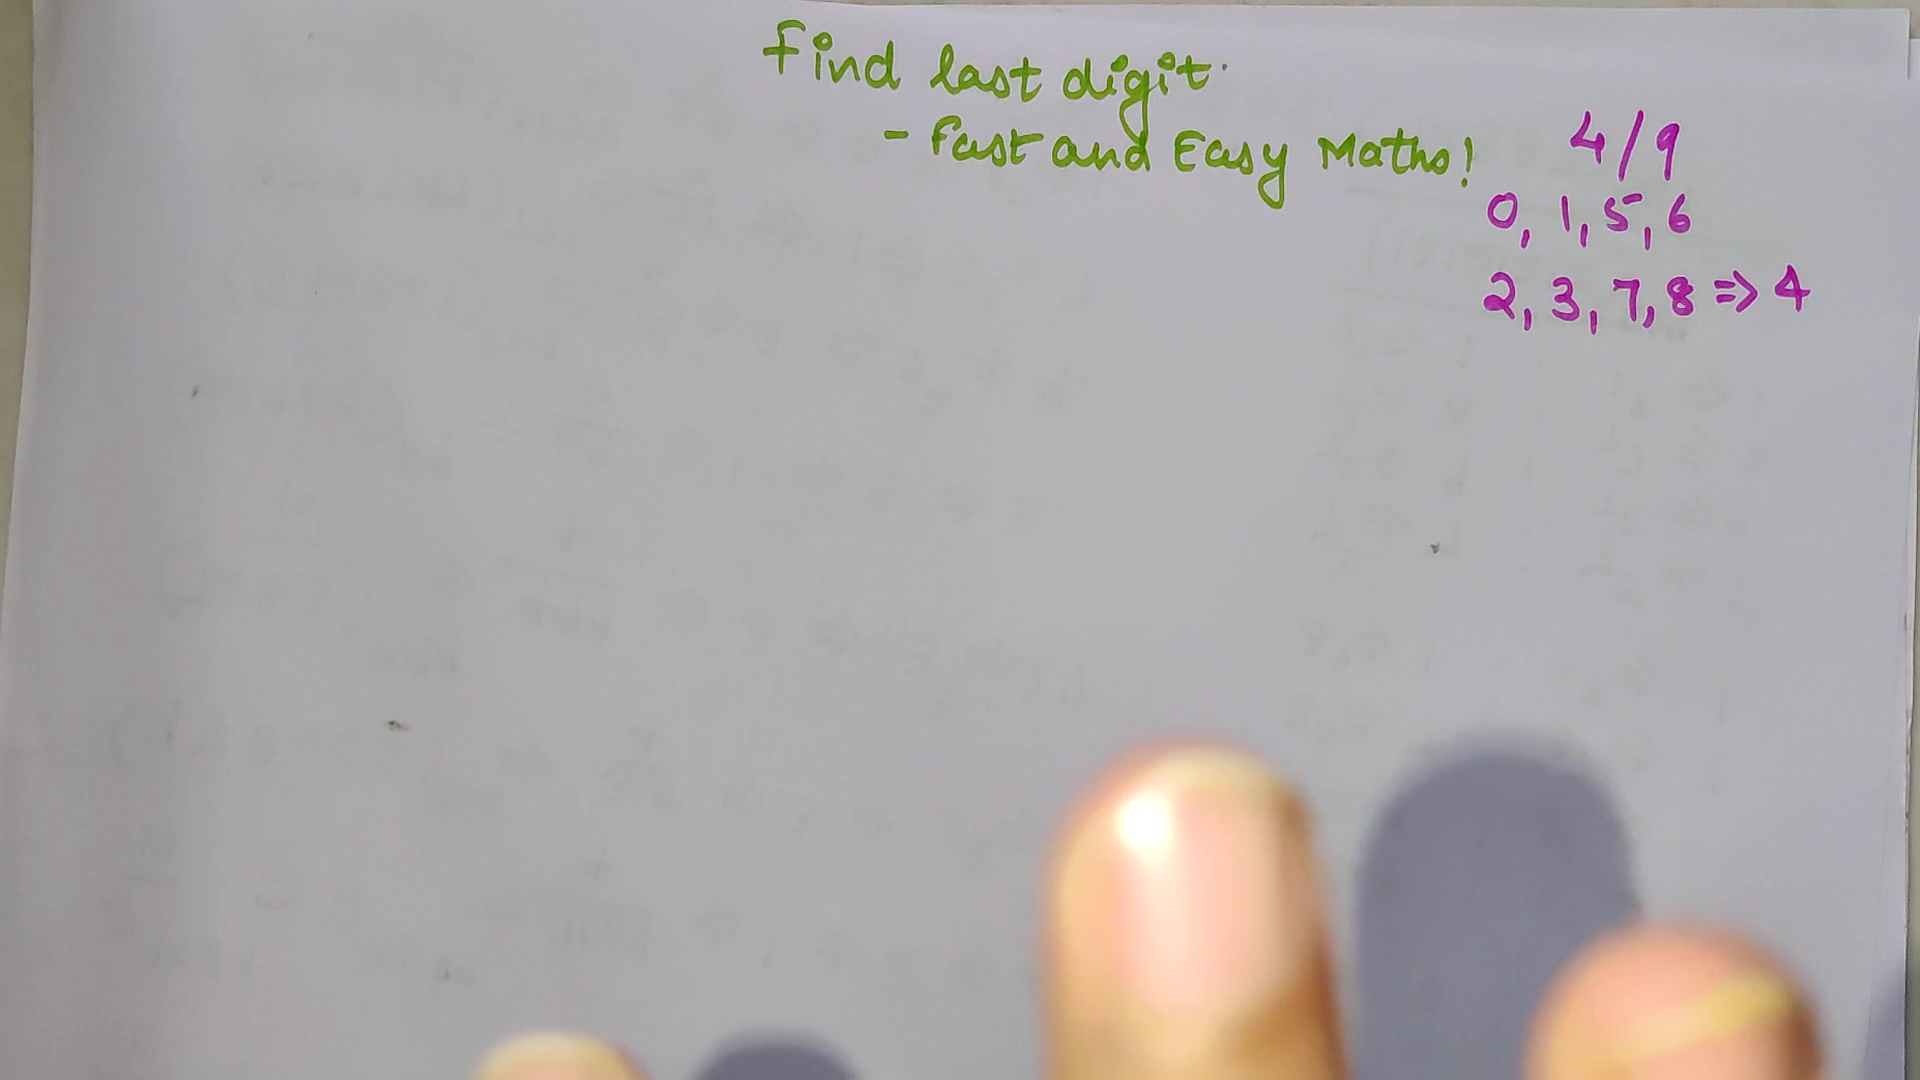 Find last digit.
- Fast and Easy Maths!
4/9
0, 1, 5, 6
2, 3, 7, 8 => 4